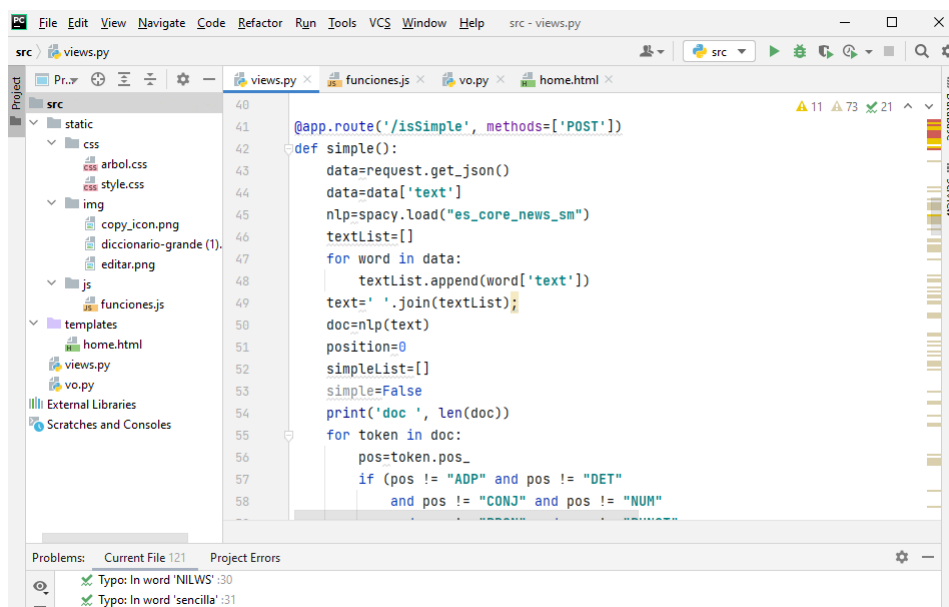 PC File Edit View Navigate Code Refactor Run Tools VCS Window Help src - views.py
src views.py src
Project Pr... views.py funciones.js vo.py home.html
src
static
css
arbol.css
style.css
img
copy_icon.png
diccionario-grande (1).
editar.png
js
funciones.js
templates
home.html
views.py
vo.py
External Libraries
Scratches and Consoles
11 73 21
40
41 @app.route('/isSimple', methods=['POST'])
42 def simple():
43 data=request.get_json()
44 data=data['text']
45 nlp=spacy.load("es_core_news_sm")
46 textList=[]
47 for word in data:
48 textList.append(word['text'])
49 text=' '.join(textList);
50 doc=nlp(text)
51 position=0
52 simpleList=[]
53 simple=False
54 print('doc ', len(doc))
55 for token in doc:
56 pos=token.pos_
57 if (pos != "ADP" and pos != "DET"
58 and pos != "CONJ" and pos != "NUM"
Problems: Current File 121 Project Errors
Typo: In word 'NILWS' :30
Typo: In word 'sencilla' :31